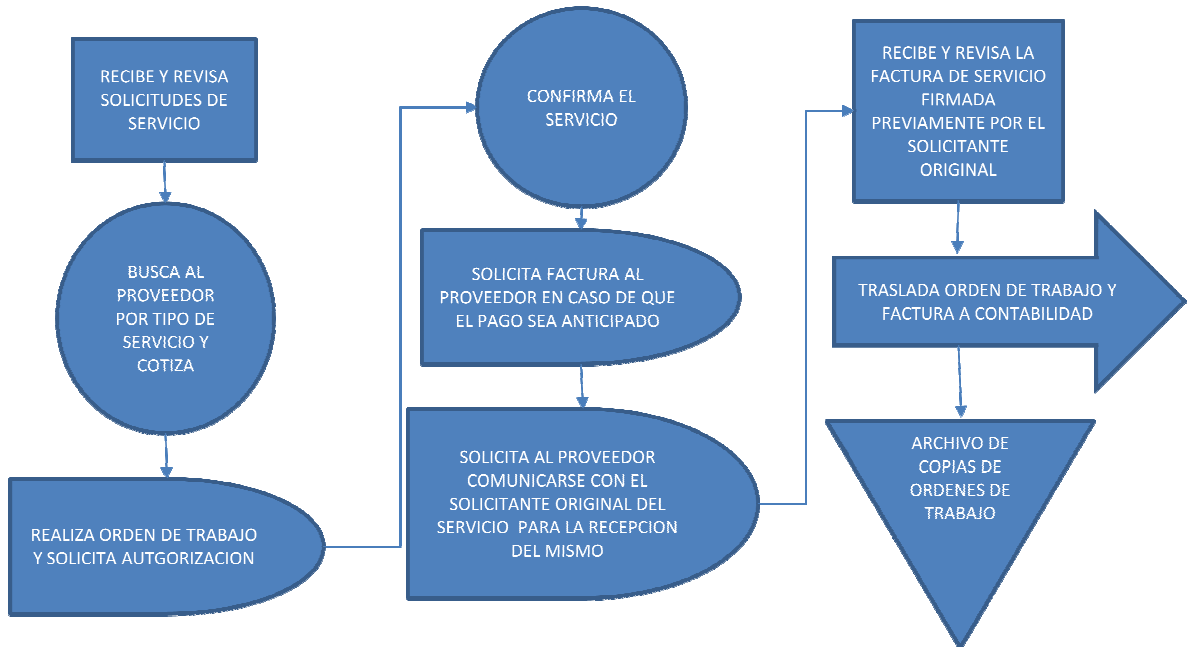 RECIBE Y REVISA
SOLICITUDES DE
SERVICIO
BUSCA AL
PROVEEDOR
POR TIPO DE
SERVICIO Y
COTIZA
REALIZA ORDEN DE TRABAJO
Y SOLICITA AUTGORIZACION
CONFIRMA EL
SERVICIO
SOLICITA FACTURA AL
PROVEEDOR EN CASO DE QUE
EL PAGO SEA ANTICIPADO
SOLICITA AL PROVEEDOR
COMUNICARSE CON EL
SOLICITANTE ORIGINAL DEL
SERVICIO PARA LA RECEPCION
DEL MISMO
RECIBE Y REVISA LA
FACTURA DE SERVICIO
FIRMADA
PREVIAMENTE POR EL
SOLICITANTE
ORIGINAL
TRASLADA ORDEN DE TRABAJO Y
FACTURA A CONTABILIDAD
ARCHIVO DE
COPIAS DE
ORDENES DE
TRABAJO